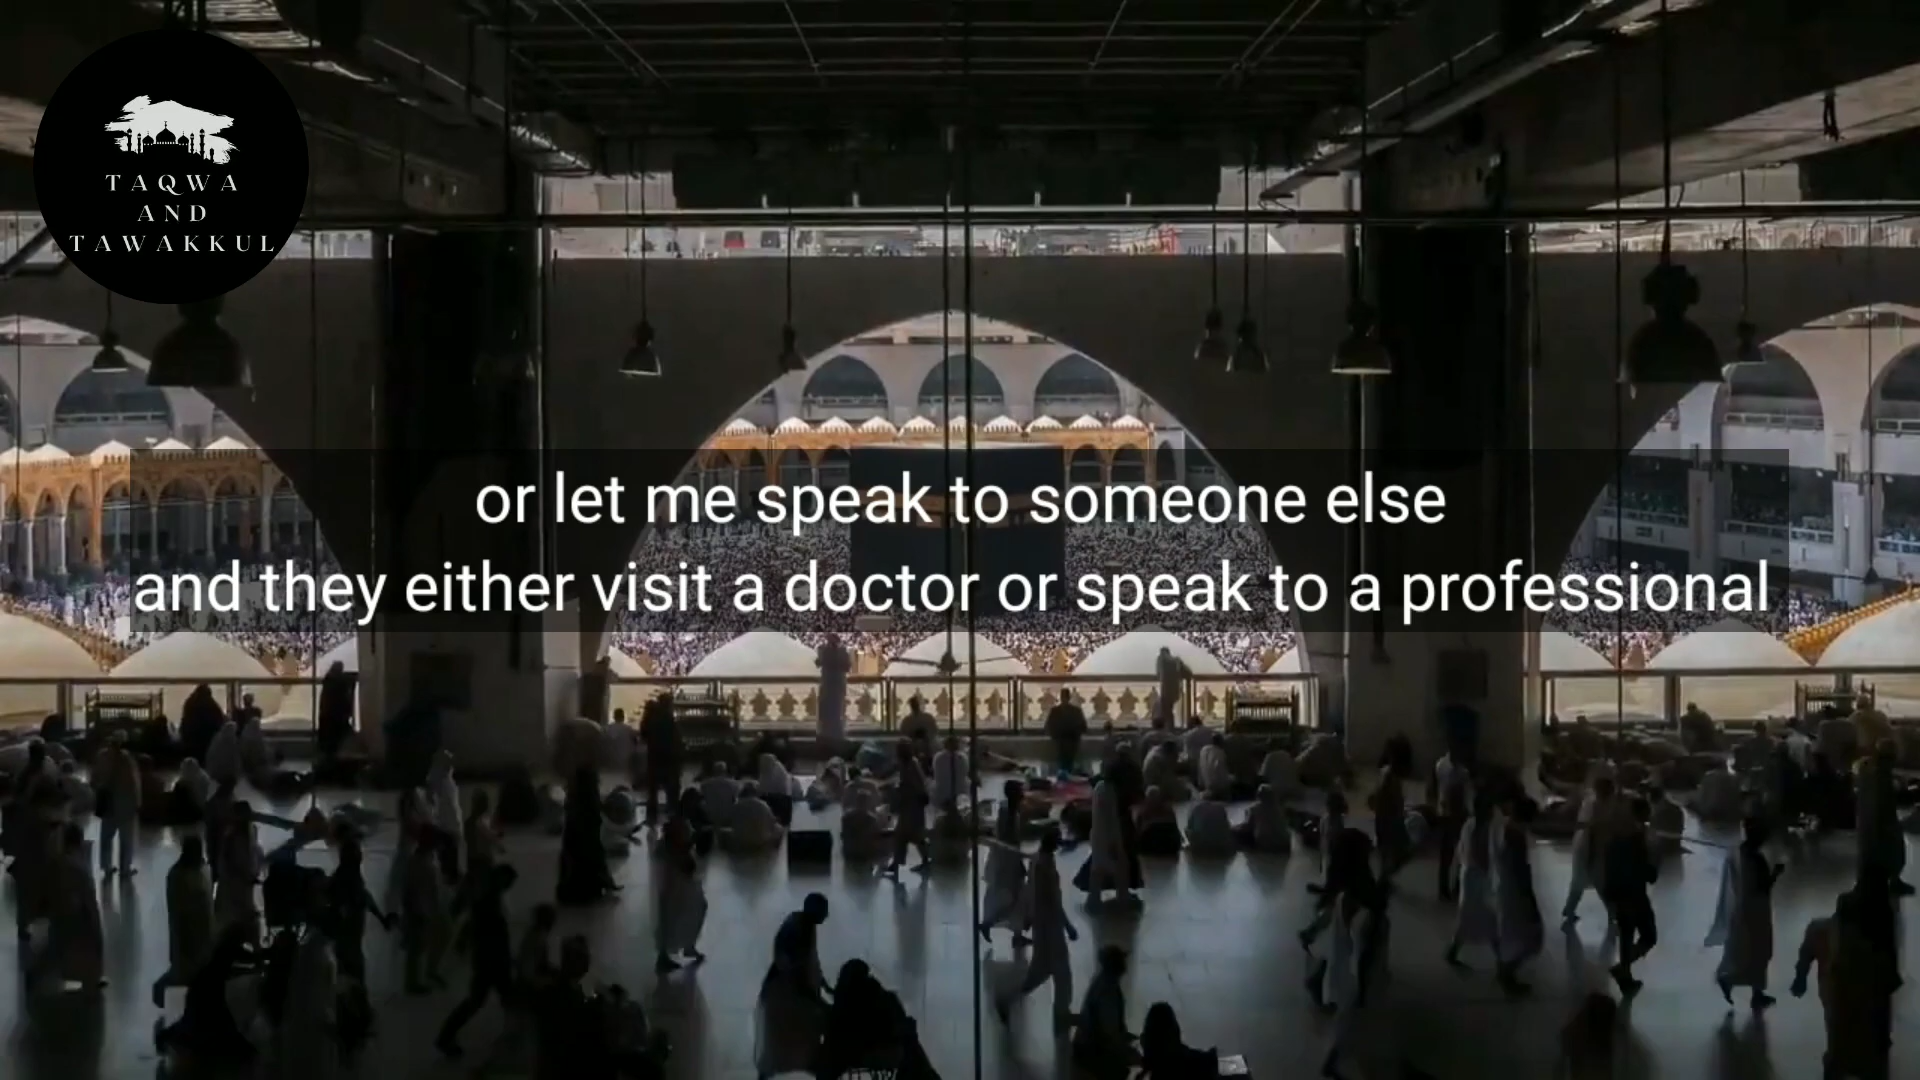 TAQWA
AND
TAWAKKUL
or let me speak to someone else
and they either visit a doctor or speak to a professional